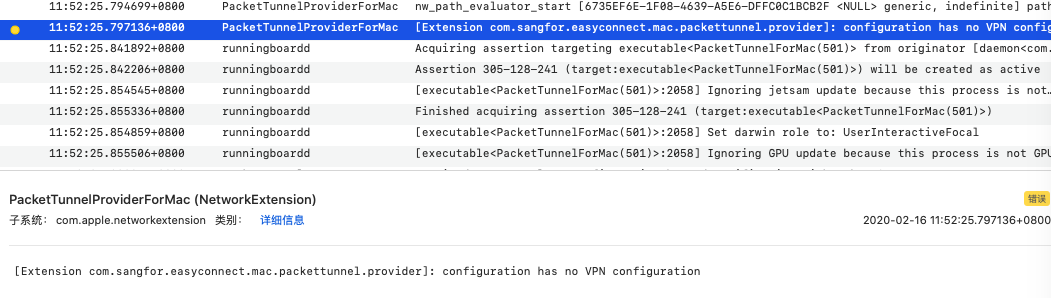 11:52:25.794699+0800 PacketTunnelProviderForMac nw_path_evaluator_start [6735EF6E-1F08-4639-A5E6-DFFC0C1BCB2F <NULL> generic, indefinite] path
11:52:25.797136+0800 PacketTunnelProviderForMac [Extension com.sangfor.easyconnect.mac.packettunnel.provider]: configuration has no VPN config
11:52:25.841892+0800 runningboardd Acquiring assertion targeting executable<PacketTunnelForMac(501)> from originator [daemon<com.
11:52:25.842206+0800 runningboardd Assertion 305-128-241 (target:executable<PacketTunnelForMac(501)>) will be created as active
11:52:25.854545+0800 runningboardd [executable<PacketTunnelForMac(501)>:2058] Ignoring jetsam update because this process is not…
11:52:25.855336+0800 runningboardd Finished acquiring assertion 305-128-241 (target:executable<PacketTunnelForMac(501)>)
11:52:25.854859+0800 runningboardd [executable<PacketTunnelForMac(501)>:2058] Set darwin role to: UserInteractiveFocal
11:52:25.855506+0800 runningboardd [executable<PacketTunnelForMac(501)>:2058] Ignoring GPU update because this process is not GPU
PacketTunnelProviderForMac (NetworkExtension) 错误
子系统: com.apple.networkextension 类别: 详细信息 2020-02-16 11:52:25.797136+0800
[Extension com.sangfor.easyconnect.mac.packettunnel.provider]: configuration has no VPN configuration